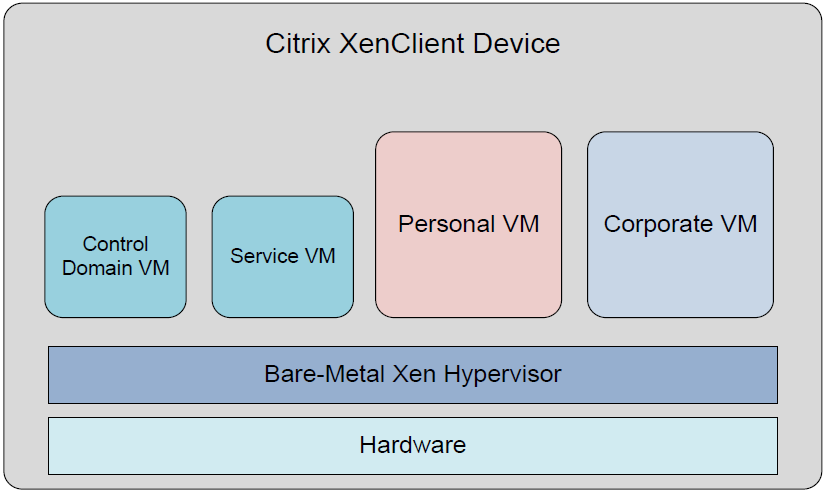 Citrix XenClient Device
Control
Domain VM
Service VM
Personal VM
Corporate VM
Bare-Metal Xen Hypervisor
Hardware